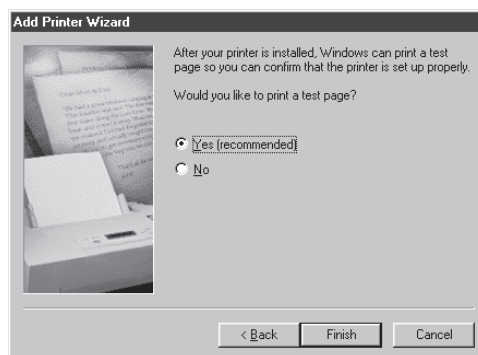 Add Printer Wizard
After your printer is installed, Windows can print a test
page so you can confirm that the printer is set up properly.
Would you like to print a test page?
Yes (recommended)
No
< Back
Finish
Cancel